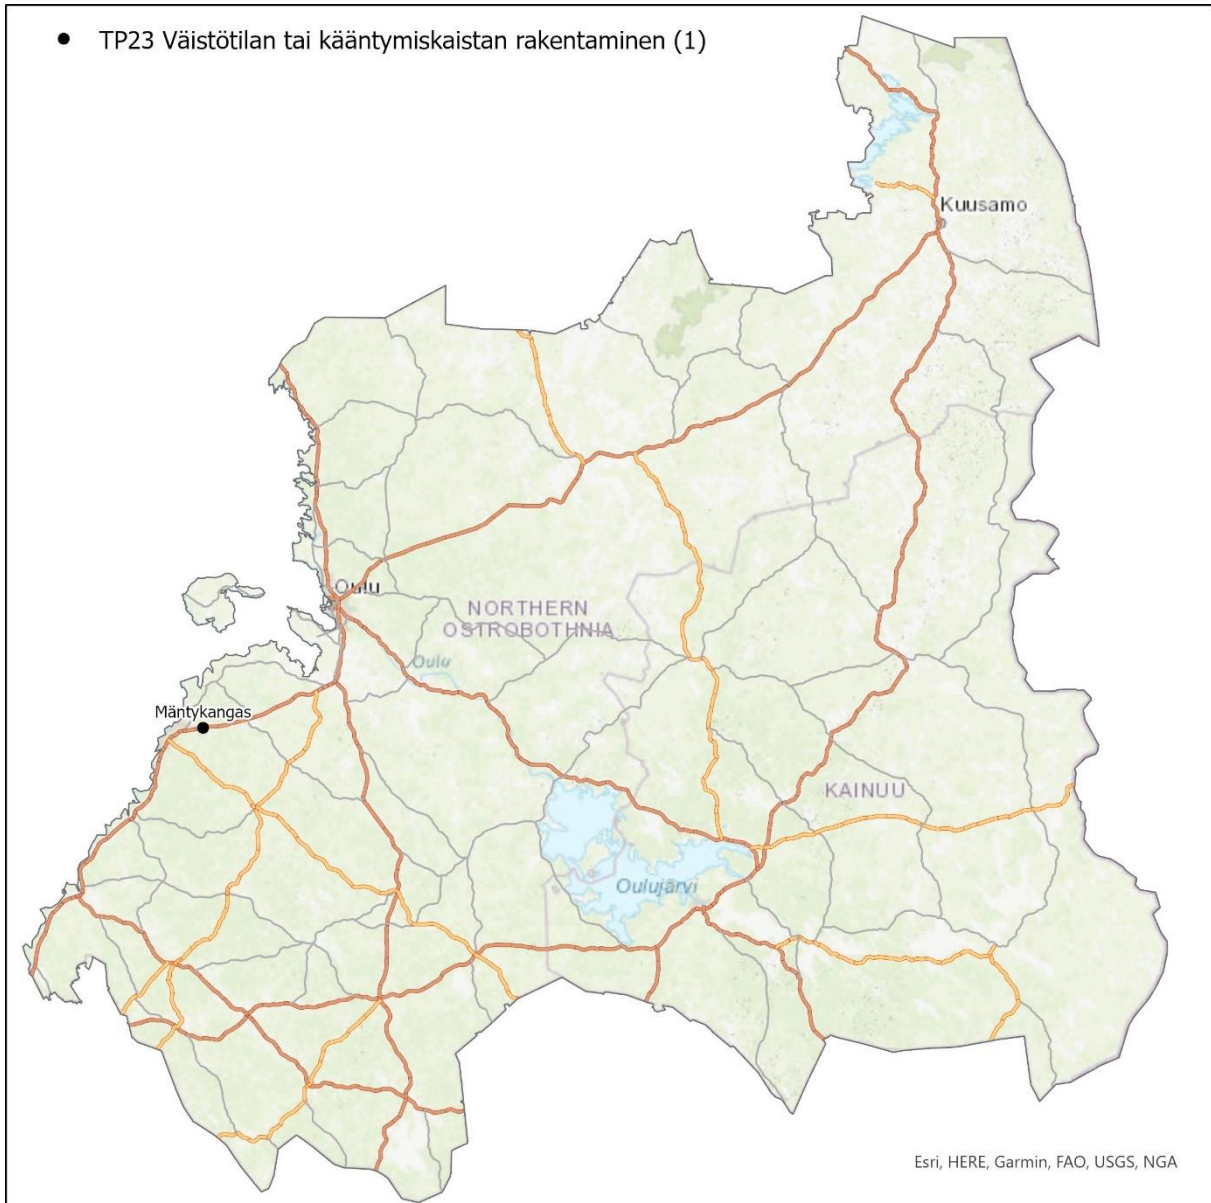 TP23 Väistötilan tai kääntymiskaistan rakentaminen (1)
Kuusamo
Oulu
NORTHERN
OSTROBOTHNIA
Oulu
Mäntykangas
KAINUU
Oulujärvi
Esri, HERE, Garmin, FAO, USGS, NGA